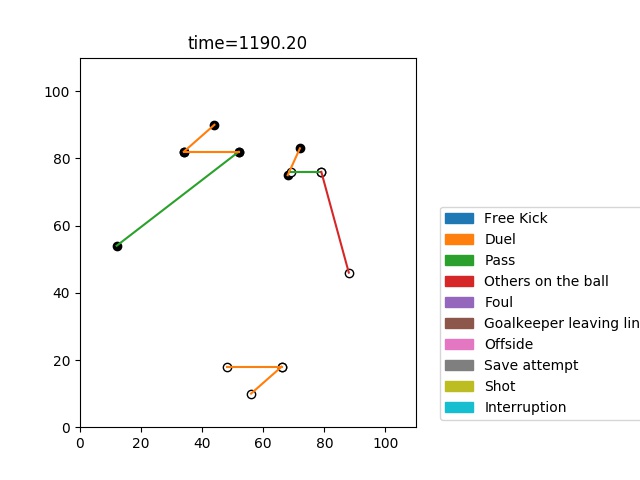 time=1190.20
100
80
60
40
20
0
0 20 40 60 80 100
Free Kick
Duel
Pass
Others on the ball
Foul
Goalkeeper leaving lin
Offside
Save attempt
Shot
Interruption